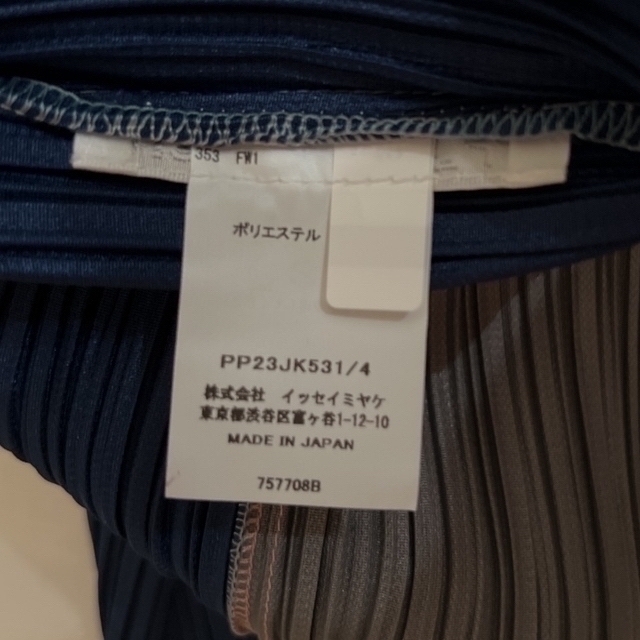 353 FW1
ポリエステル
PP23JK531/4
株式会社 イッセイミヤケ
東京都渋谷区富ヶ谷1-12-10
MADE IN JAPAN
757708B